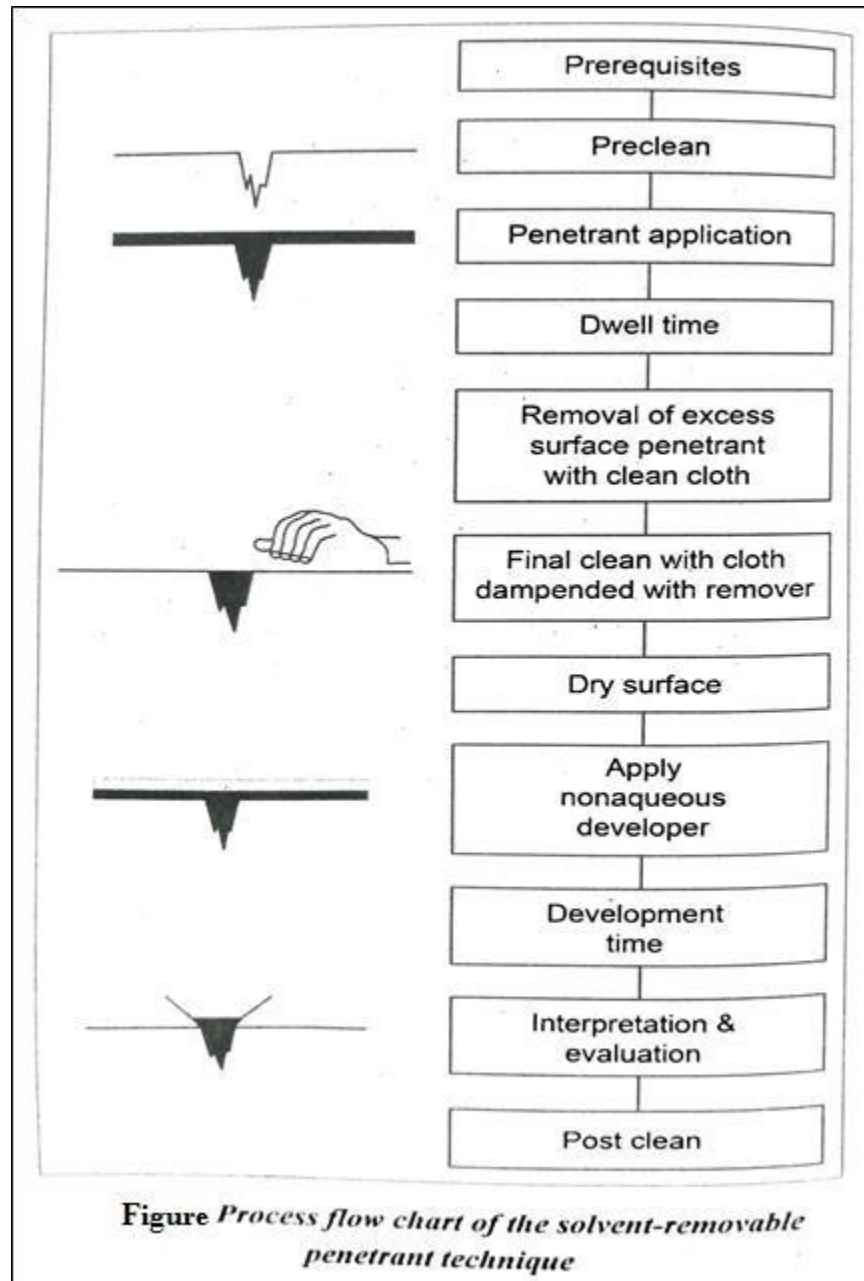 Prerequisites
Preclean
Penetrant application
Dwell time
Removal of excess
surface penetrant
with clean cloth
Final clean with cloth
dampended with remover
Dry surface
Apply
nonaqueous
developer
Development
time
Interpretation &
evaluation
Post clean
Figure Process flow chart of the solvent-removable
penetrant technique